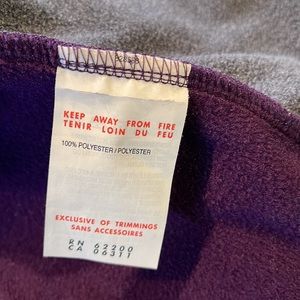 KEEP AWAY FROM FIRE
TENIR LOIN DU FEU
100% POLYESTER / POLYESTER
EXCLUSIVE OF TRIMMINGS
SANS ACCESSOIRES
RN 62200
CA 06311